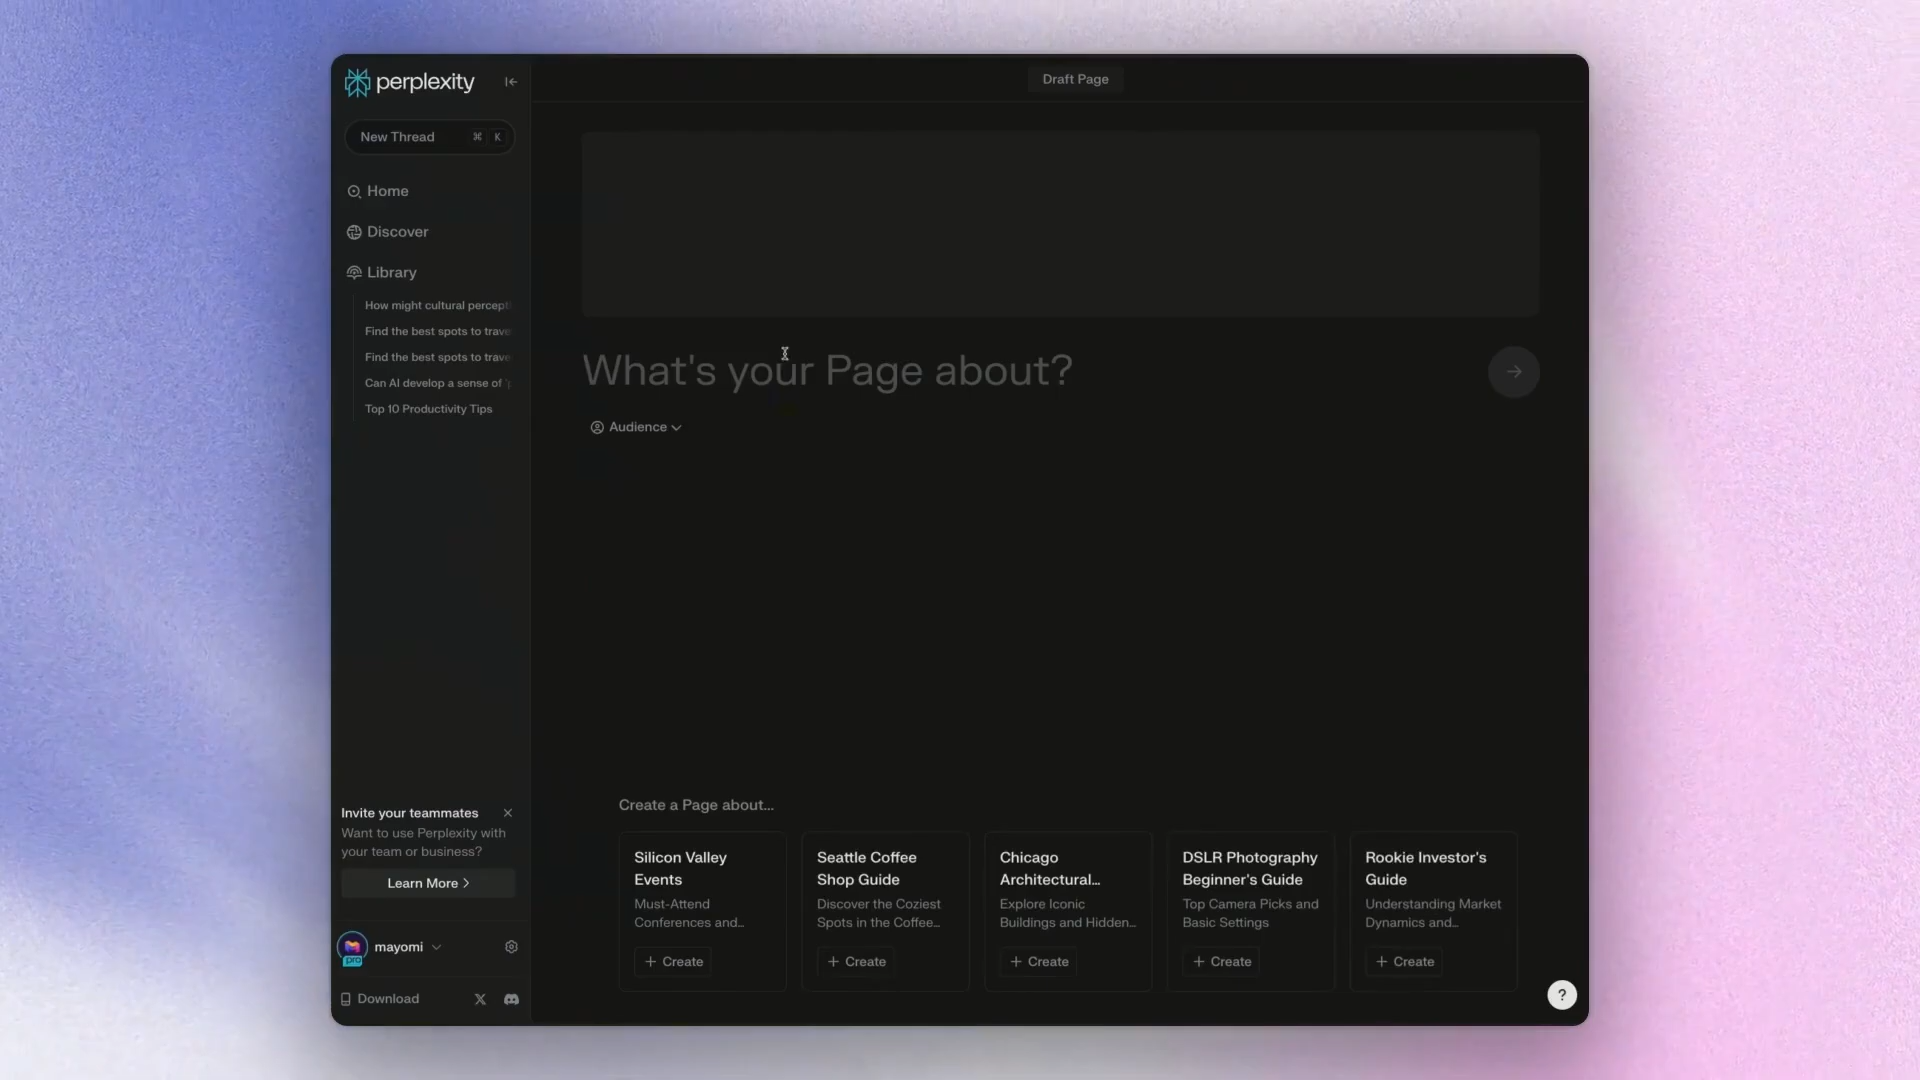 perplexity
New Thread ⌘ K
Home
Discover
Library
How might cultural percept
Find the best spots to trave
Find the best spots to trave
Can AI develop a sense of 'p
Top 10 Productivity Tips
Invite your teammates
Want to use Perplexity with
your team or business?
Learn More
mayomi
pro
Download
Draft Page
What's your Page about?
Audience
Create a Page about...
Silicon Valley
Events
Must-Attend
Conferences and...
+ Create
Seattle Coffee
Shop Guide
Discover the Coziest
Spots in the Coffee...
+ Create
Chicago
Architectural...
Explore Iconic
Buildings and Hidden...
+ Create
DSLR Photography
Beginner's Guide
Top Camera Picks and
Basic Settings
+ Create
Rookie Investor's
Guide
Understanding Market
Dynamics and...
+ Create
?